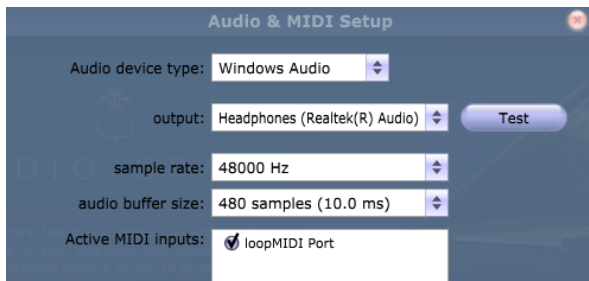 Audio & MIDI Setup
Audio device type: Windows Audio
output: Headphones (Realtek(R) Audio) Test
sample rate: 48000 Hz
audio buffer size: 480 samples (10.0 ms)
Active MIDI inputs: loopMIDI Port